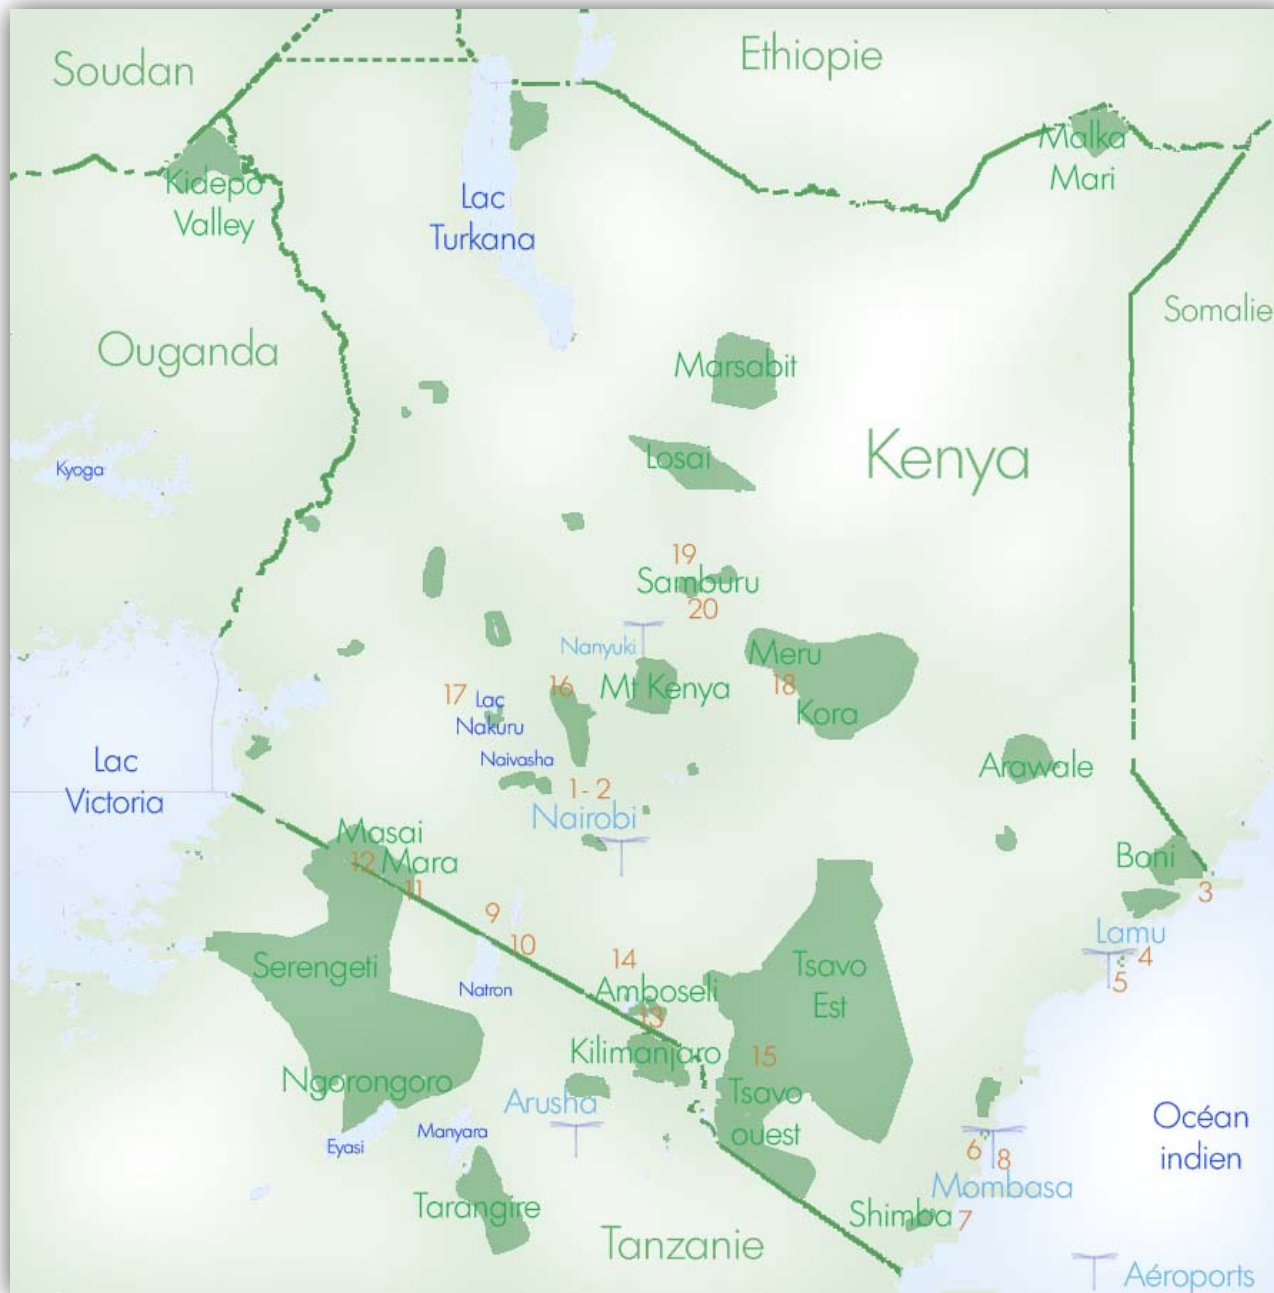 Soudan
Ethiopie
Malka
Mari
Kidepo
Valley
Lac
Turkana
Somalie
Ouganda
Marsabit
Kenya
Losai
Kyoga
19
Samburu
20
Nanyuki
Meru
Mt Kenya
16
17
Lac
Nakuru
18
Kora
Naivasha
Lac
Victoria
Arawale
1 - 2
Nairobi
Masai
12 Mara
11
Boni
3
9
10
Lamu
4
5
14
Serengeti
Tsavo
Est
Natron
Amboseli
13
Kilimanjaro
15
Ngorongoro
Arusha
Tsavo
ouest
Océan
indien
Eyasi
Manyara
6
8
Mombasa
Tarangire
Shimba
7
Tanzanie
Aéroports